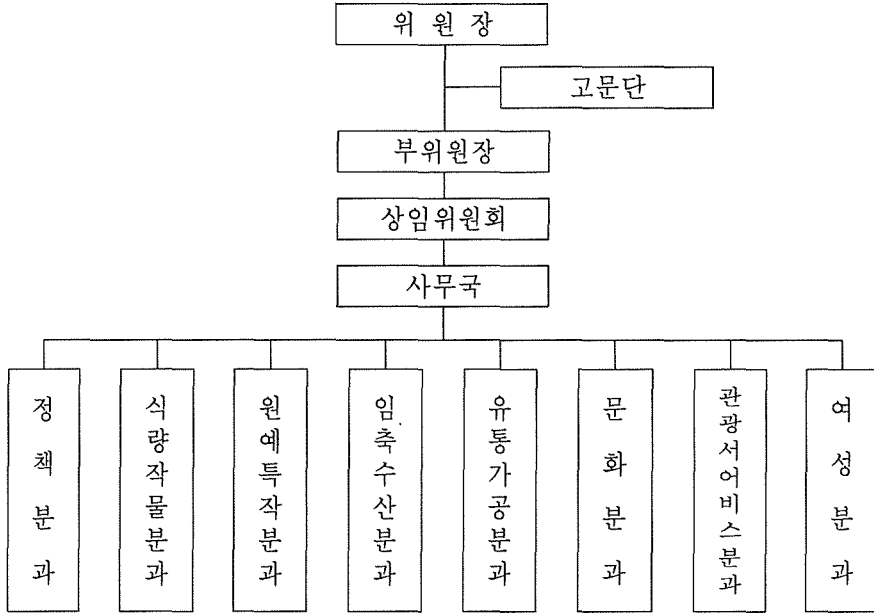 위 원 장
고문단
부위원장
상임위원회
사무국
정책분과
식량작물분과
원예특작분과
임축수산분과
유통가공분과
문화분과
관광서어비스분과
여성분과